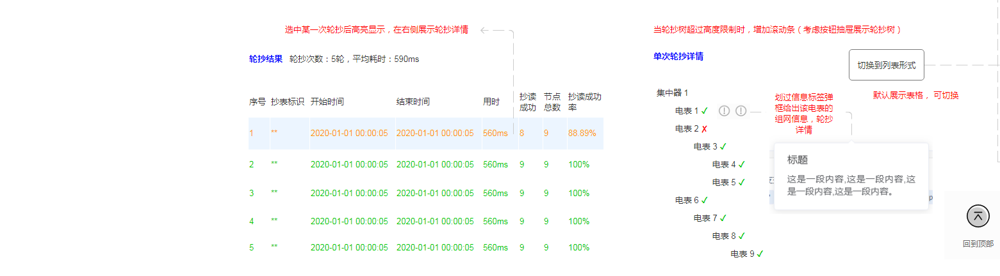 选中某一次轮抄后高亮显示，在右侧展示轮抄详情
轮抄结果 轮抄次数：5轮，平均耗时：590ms
序号 抄表标识 开始时间 结束时间 用时 抄读成功 节点总数 抄读成功率
1 ** 2020-01-01 00:00:05 2020-01-01 00:00:05 560ms 8 9 88.89%
2 ** 2020-01-01 00:00:05 2020-01-01 00:00:05 560ms 9 9 100%
3 ** 2020-01-01 00:00:05 2020-01-01 00:00:05 560ms 9 9 100%
4 ** 2020-01-01 00:00:05 2020-01-01 00:00:05 560ms 9 9 100%
5 ** 2020-01-01 00:00:05 2020-01-01 00:00:05 560ms 9 9 100%
当轮抄树超过高度限制时，增加滚动条（考虑按钮抽屉展示轮抄树）
单次轮抄详情
切换到列表形式
默认展示表格， 可切换
集中器 1
电表 1 ✓
电表 2 ✗
电表 3 ✓
电表 4 ✓
电表 5 ✓
电表 6 ✓
电表 7 ✓
电表 8 ✓
电表 9 ✓
划过信息标签弹
框给出该电表的
组网信息，轮抄
详情
标题
这是一段内容,这是一段内容,这
是一段内容,这是一段内容。
回到顶部